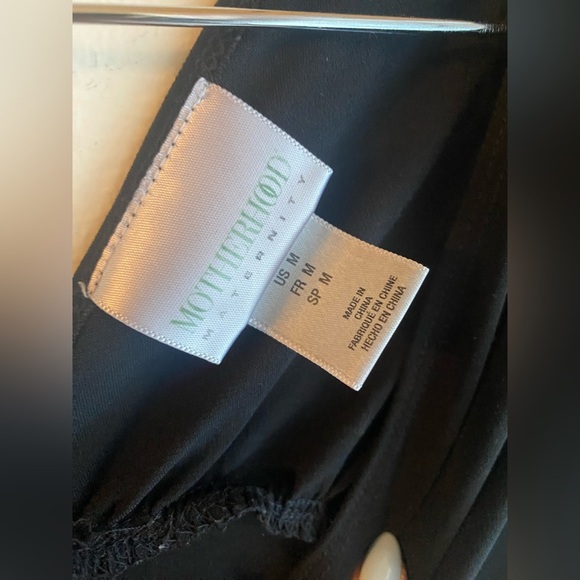 MOTHERHOOD
MATERNITY
US M
FR M
SP M
MADE IN
CHINA
FABRIQUÉ EN CHINE
HECHO EN CHINA